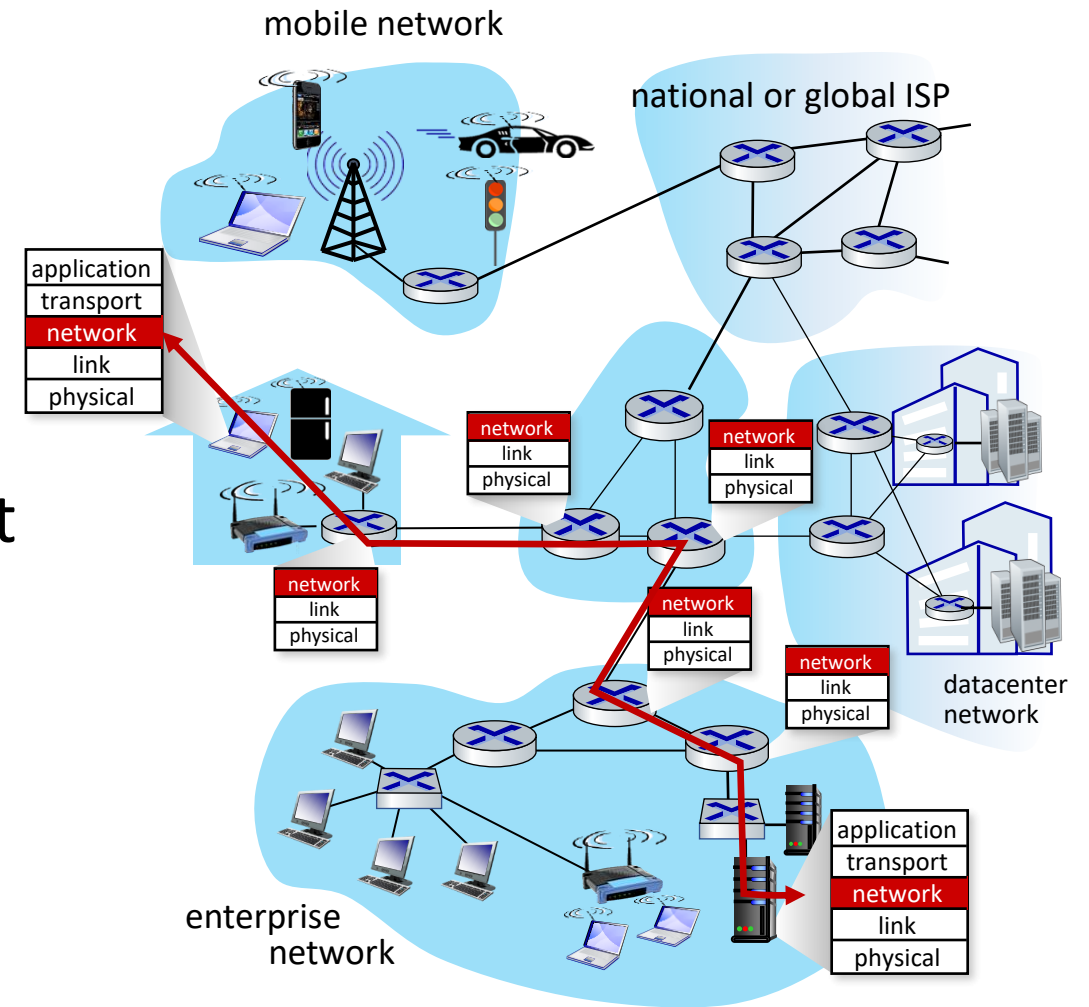 mobile network
national or global ISP
application
transport
network
link
physical
network
link
physical
network
link
physical
t
network
link
physical
network
link
physical
network
link
physical
datacenter
network
application
transport
network
link
physical
enterprise
network